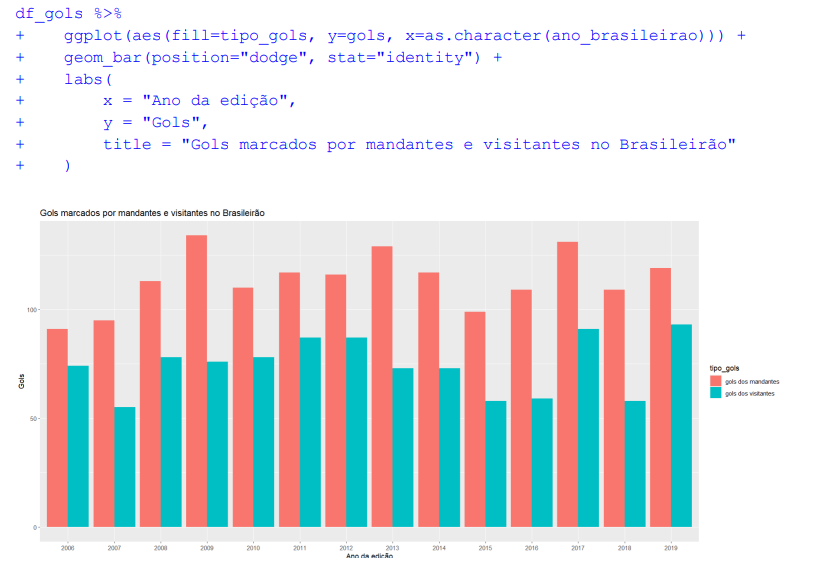 df_gols %>%
+    ggplot(aes(fill=tipo_gols, y=gols, x=as.character(ano_brasileirao))) +
+    geom_bar(position="dodge", stat="identity") +
+    labs(
+        x = "Ano da edição",
+        y = "Gols",
+        title = "Gols marcados por mandantes e visitantes no Brasileirão"
+    )
Gols marcados por mandantes e visitantes no Brasileirão
100
50
0
Gols
tipo_gols
gols dos mandantes
gols dos visitantes
2006 2007 2008 2009 2010 2011 2012 2013 2014 2015 2016 2017 2018 2019
Ano da edição